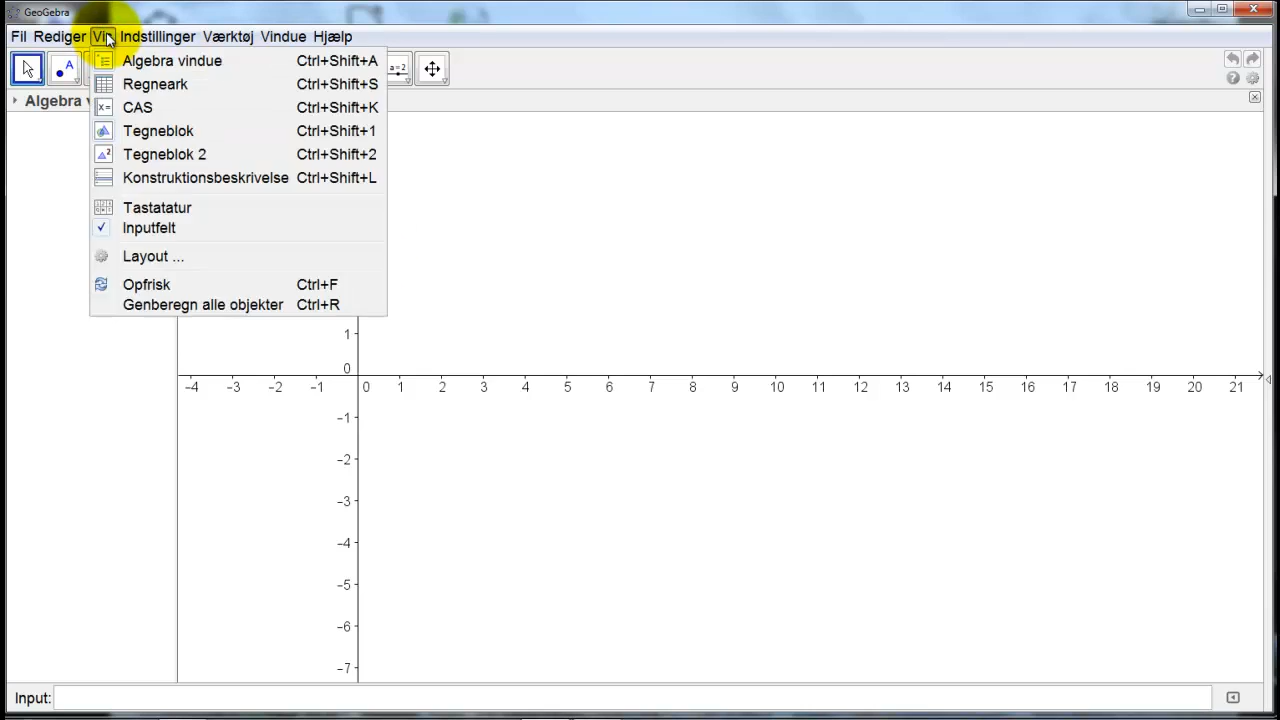 GeoGebra
Fil Rediger Vis Indstillinger Værktøj Vindue Hjælp
A
a=2
Algebra v
Algebra vindue Ctrl+Shift+A
Regneark Ctrl+Shift+S
CAS Ctrl+Shift+K
Tegneblok Ctrl+Shift+1
Tegneblok 2 Ctrl+Shift+2
Konstruktionsbeskrivelse Ctrl+Shift+L
Tastatatur
Inputfelt
Layout ...
Opfrisk Ctrl+F
Genberegn alle objekter Ctrl+R
1
0
-4 -3 -2 -1 0 1 2 3 4 5 6 7 8 9 10 11 12 13 14 15 16 17 18 19 20 21
-1
-2
-3
-4
-5
-6
-7
Input: